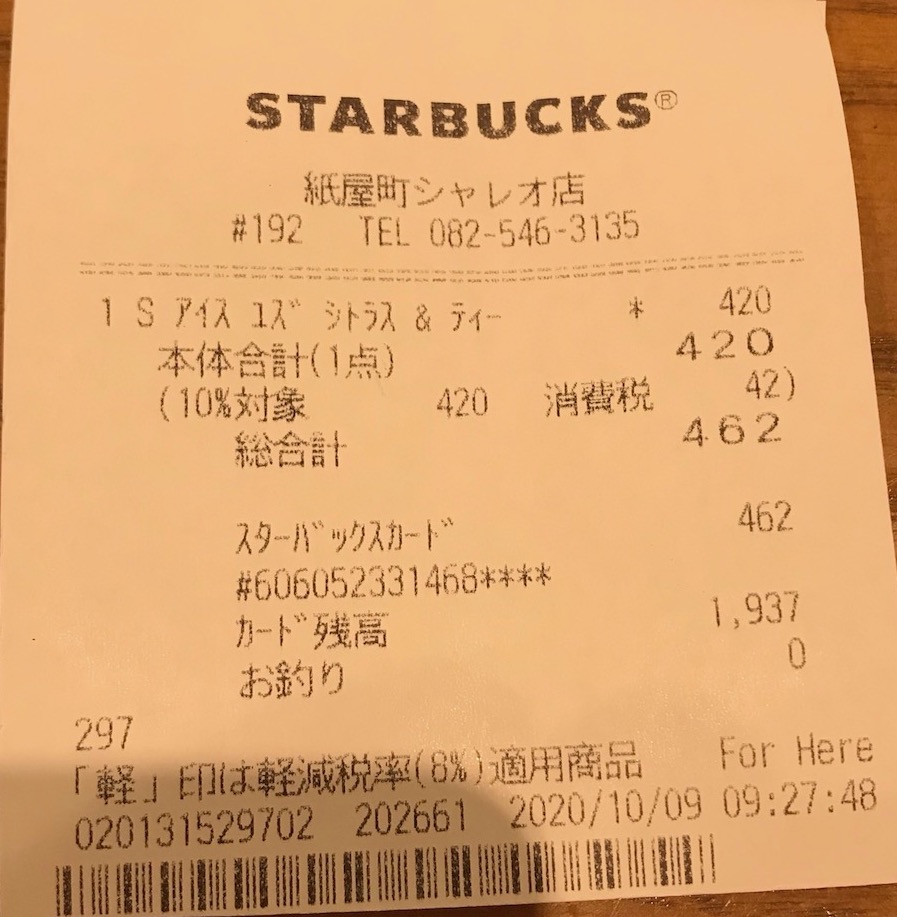 STARBUCKS®
紙屋町シャレオ店
#192 TEL 082-546-3135
1 S ｱｲｽ ﾕｽﾞ ｼﾄﾗｽ & ﾃｨｰ * 420
本体合計(1点) 420
(10%対象 420 消費税 42)
総合計 462
ｽﾀｰﾊﾞｯｸｽｶｰﾄﾞ 462
#606052331468****
ｶｰﾄﾞ残高 1,937
お釣り 0
297
「軽」印は軽減税率(8%)適用商品 For Here
020131529702 202661 2020/10/09 09:27:48